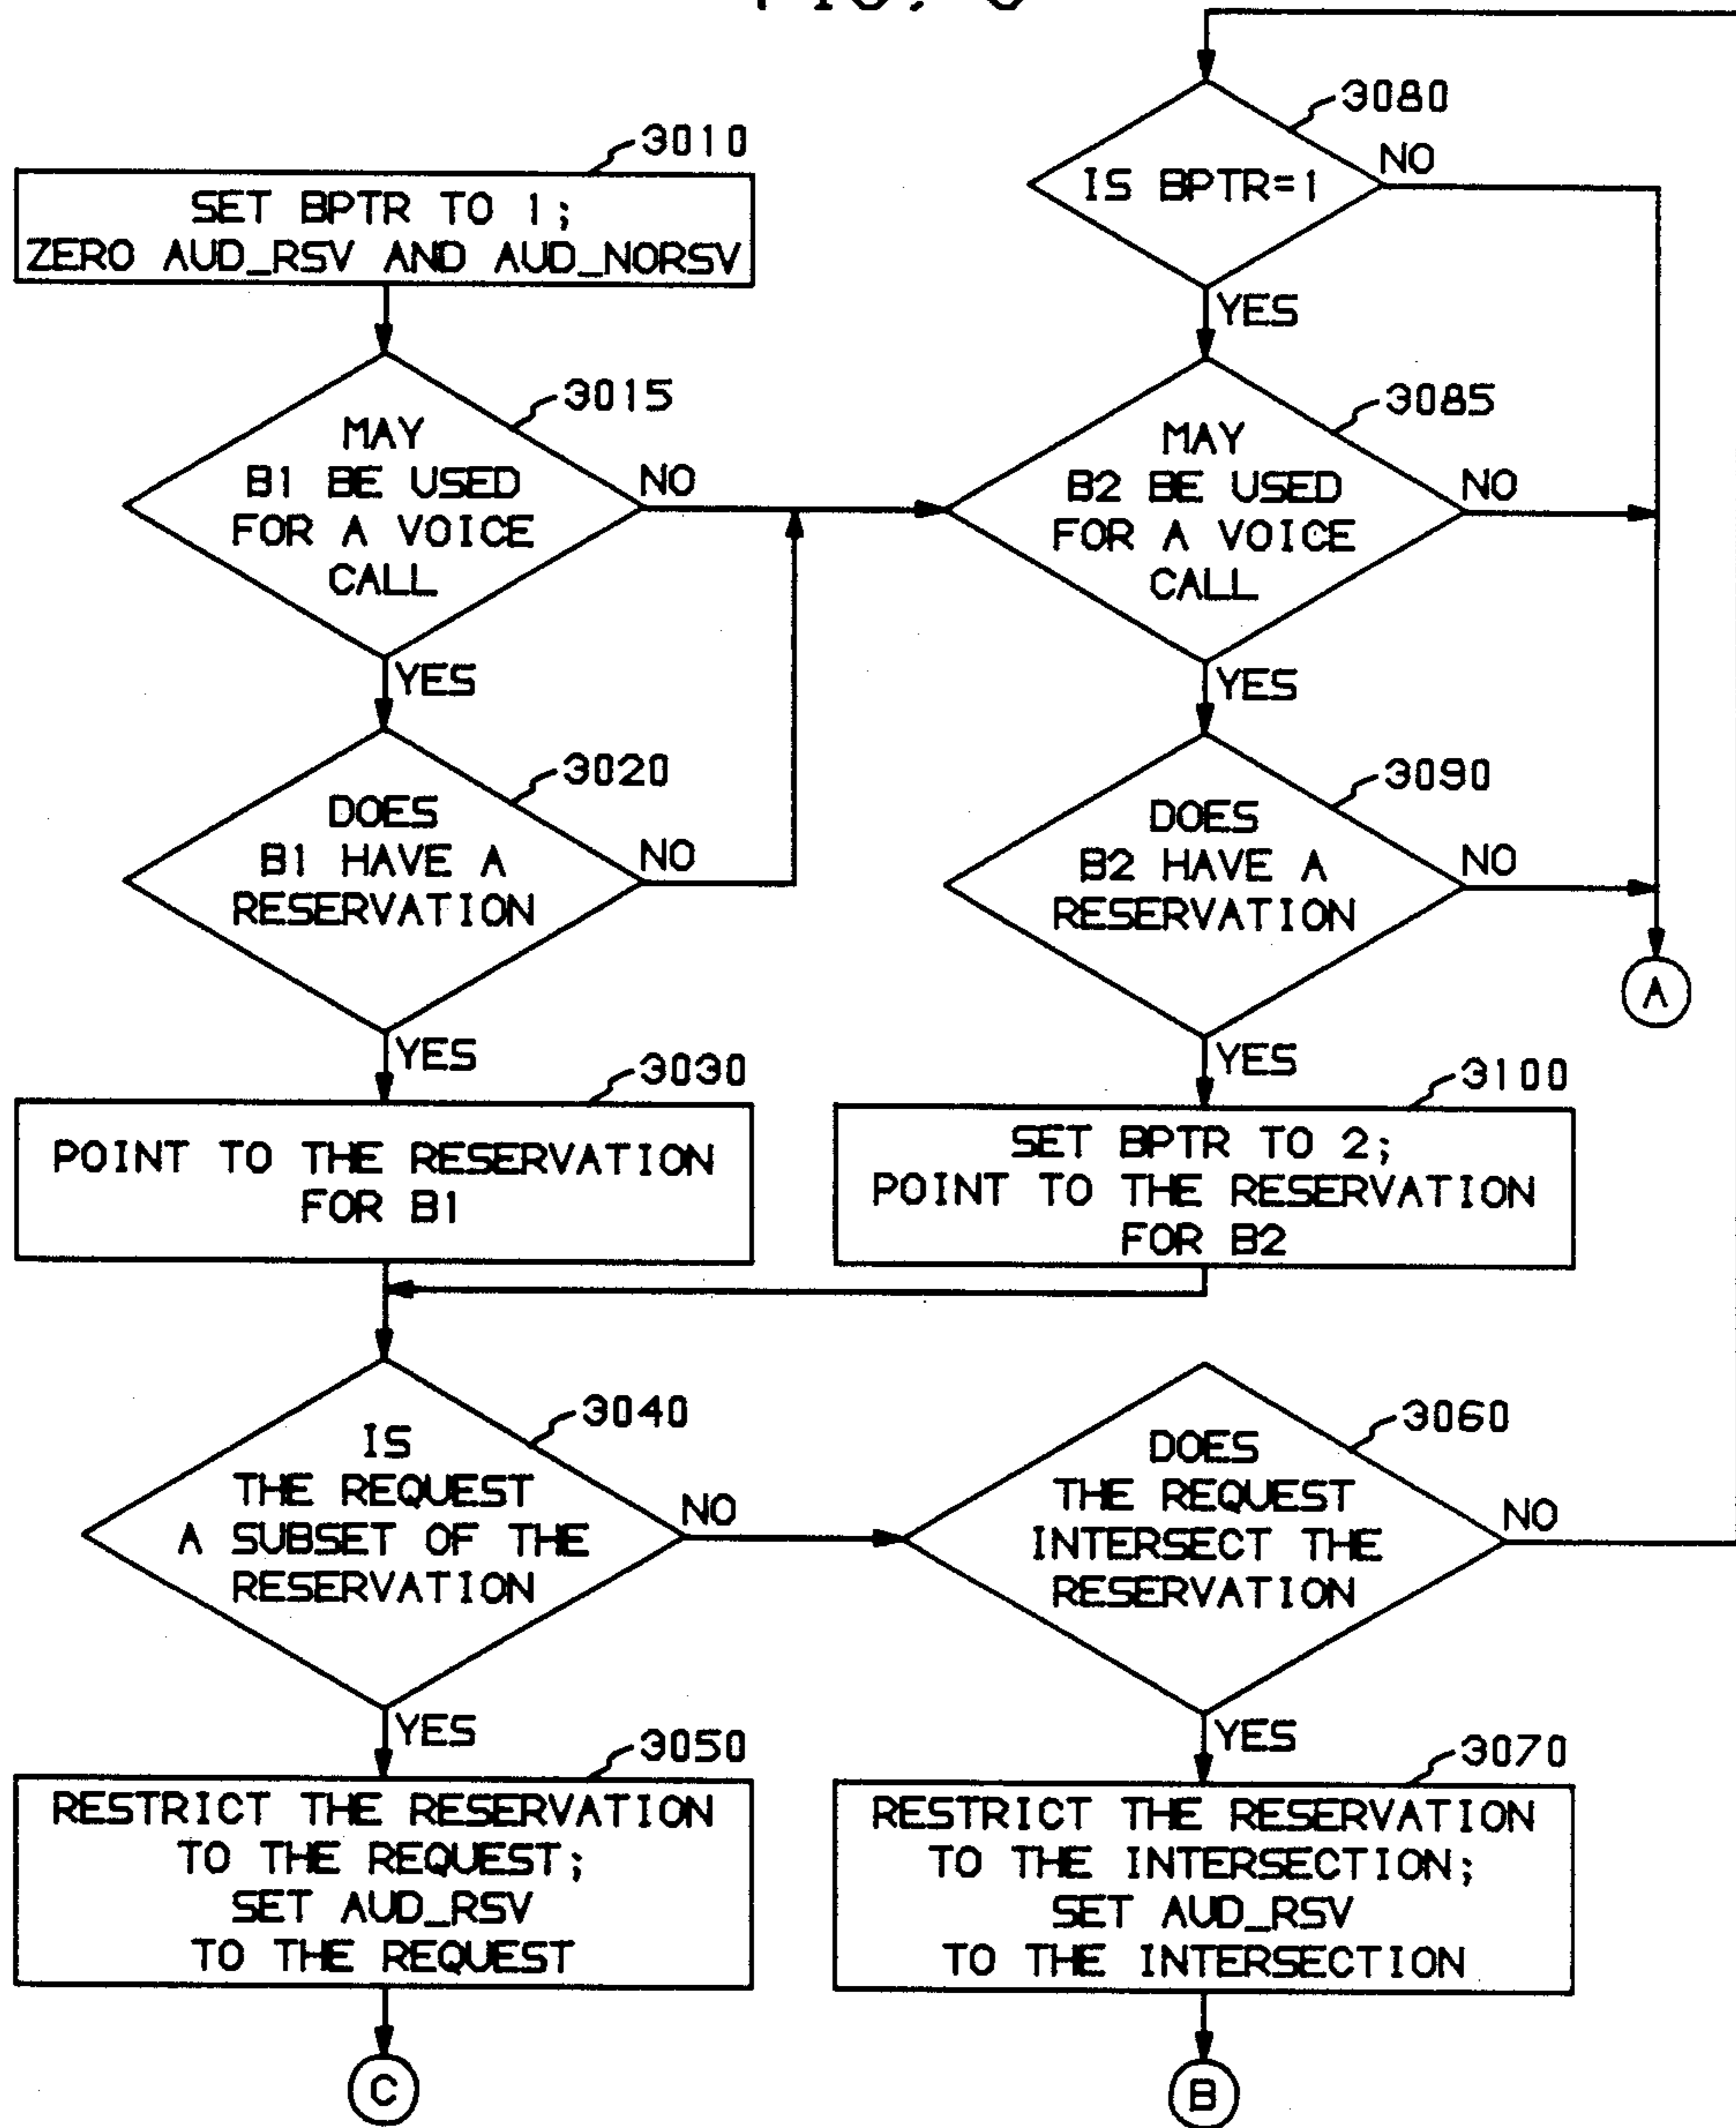 3010
SET BPTR TO 1;
ZERO AUD_RSV AND AUD_NORSV
3015
MAY
B1 BE USED
FOR A VOICE
CALL
NO
YES
3020
DOES
B1 HAVE A
RESERVATION
NO
YES
3030
POINT TO THE RESERVATION
FOR B1
3040
IS
THE REQUEST
A SUBSET OF THE
RESERVATION
NO
YES
3050
RESTRICT THE RESERVATION
TO THE REQUEST;
SET AUD_RSV
TO THE REQUEST
C
3080
IS BPTR=1
NO
YES
3085
MAY
B2 BE USED
FOR A VOICE
CALL
NO
YES
3090
DOES
B2 HAVE A
RESERVATION
NO
A
YES
3100
SET BPTR TO 2;
POINT TO THE RESERVATION
FOR B2
3060
DOES
THE REQUEST
INTERSECT THE
RESERVATION
NO
YES
3070
RESTRICT THE RESERVATION
TO THE INTERSECTION;
SET AUD_RSV
TO THE INTERSECTION
B